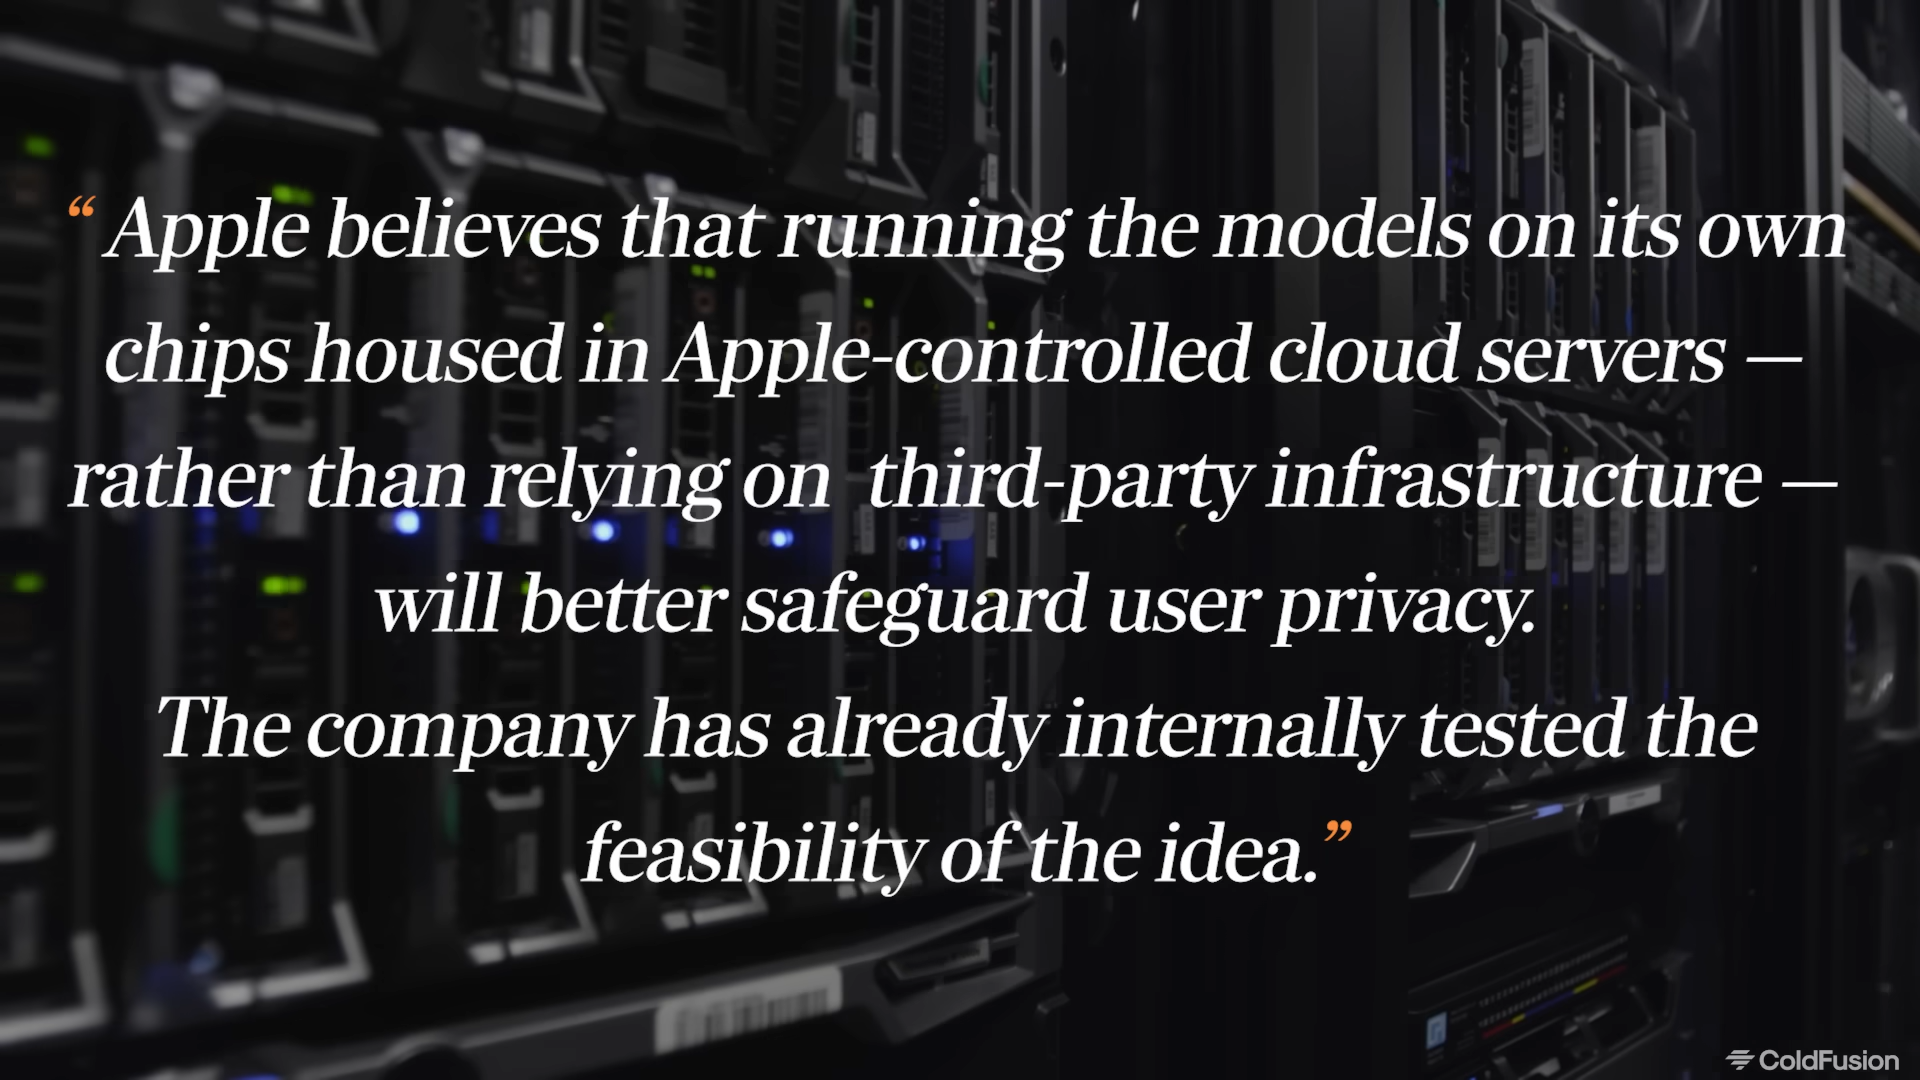 “ Apple believes that running the models on its own
chips housed in Apple-controlled cloud servers —
rather than relying on third-party infrastructure —
will better safeguard user privacy.
The company has already internally tested the
feasibility of the idea.”
ColdFusion